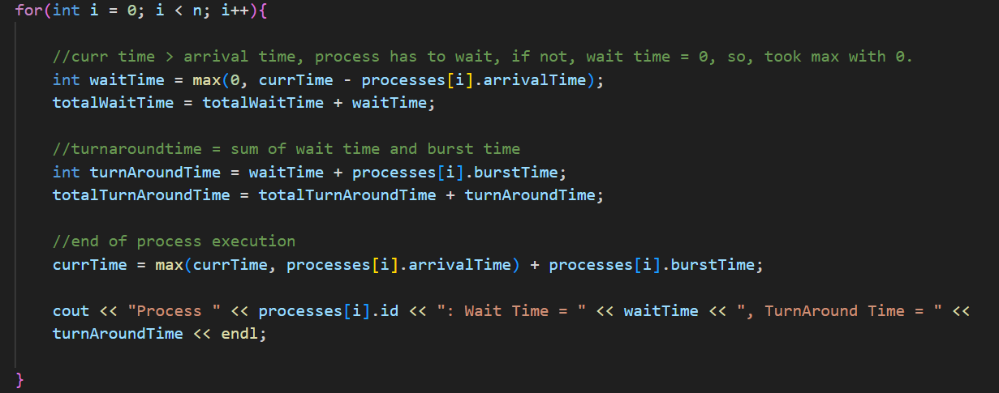 for(int i = 0; i < n; i++){
//curr time > arrival time, process has to wait, if not, wait time = 0, so, took max with 0.
int waitTime = max(0, currTime - processes[i].arrivalTime);
totalWaitTime = totalWaitTime + waitTime;
//turnaroundtime = sum of wait time and burst time
int turnAroundTime = waitTime + processes[i].burstTime;
totalTurnAroundTime = totalTurnAroundTime + turnAroundTime;
//end of process execution
currTime = max(currTime, processes[i].arrivalTime) + processes[i].burstTime;
cout << "Process " << processes[i].id << ": Wait Time = " << waitTime << ", TurnAround Time = " <<
turnAroundTime << endl;
}